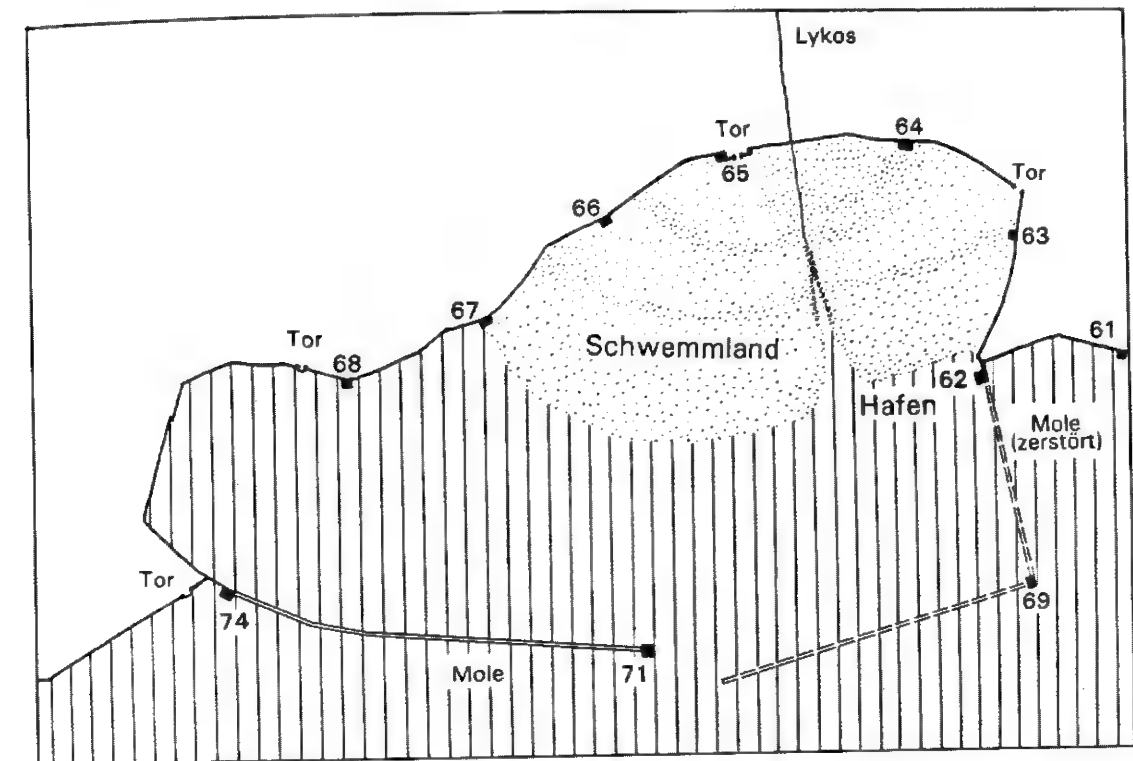 Lykos
Tor
64
65
Tor
66
63
67
61
Tor
Schwemmland
68
62
Hafen
Mole
(zerstört)
Tor
69
74
Mole
71